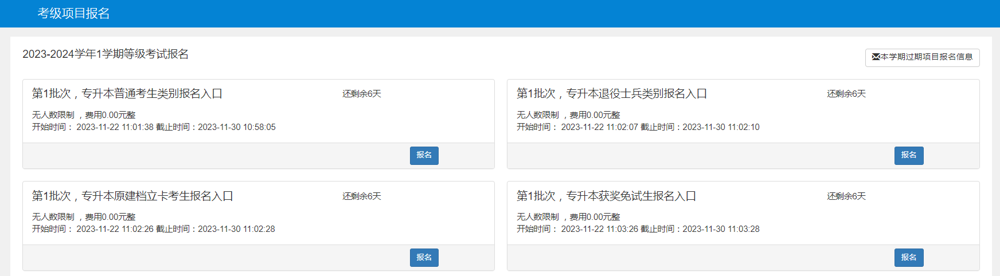 考级项目报名
2023-2024学年1学期等级考试报名
本学期过期项目报名信息
第1批次，专升本普通考生类别报名入口 还剩余6天
无人数限制 ，费用0.00元整
开始时间： 2023-11-22 11:01:38 截止时间：2023-11-30 10:58:05
报名
第1批次，专升本退役士兵类别报名入口 还剩余6天
无人数限制 ，费用0.00元整
开始时间： 2023-11-22 11:02:07 截止时间：2023-11-30 11:02:10
报名
第1批次，专升本原建档立卡考生报名入口 还剩余6天
无人数限制 ，费用0.00元整
开始时间： 2023-11-22 11:02:26 截止时间：2023-11-30 11:02:28
报名
第1批次，专升本获奖免试生报名入口 还剩余6天
无人数限制 ，费用0.00元整
开始时间： 2023-11-22 11:03:26 截止时间：2023-11-30 11:03:28
报名